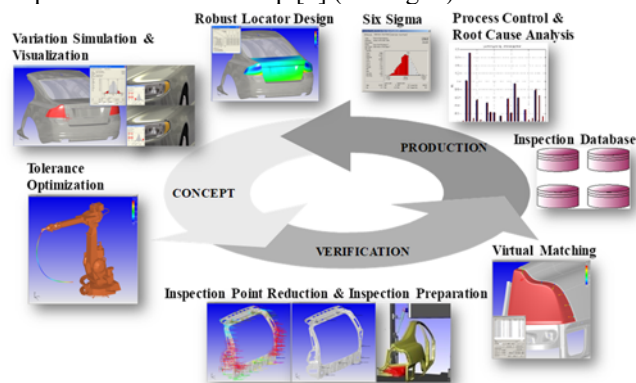 Robust Locator Design
Six Sigma
Process Control &
Root Cause Analysis
Variation Simulation &
Visualization
PRODUCTION
Inspection Database
Tolerance
Optimization
CONCEPT
VERIFICATION
Virtual Matching
Inspection Point Reduction & Inspection Preparation